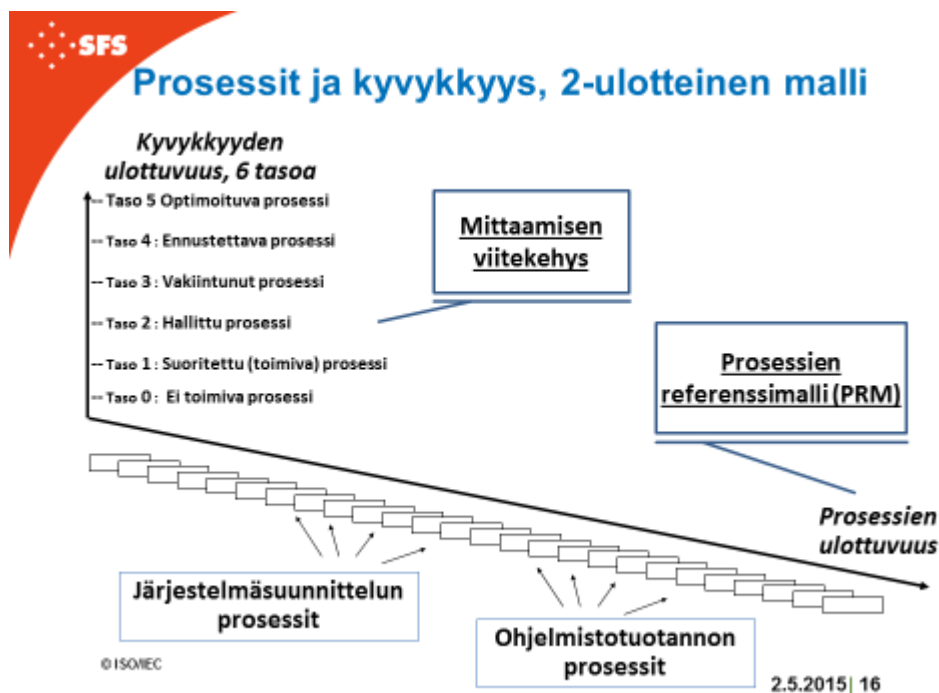 SFS
Prosessit ja kyvykkyys, 2-ulotteinen malli
Kyvykkyyden
ulottuvuus, 6 tasoa
-- Taso 5 Optimoituva prosessi
-- Taso 4 : Ennustettava prosessi
-- Taso 3 : Vakiintunut prosessi
-- Taso 2 : Hallittu prosessi
-- Taso 1 : Suoritettu (toimiva) prosessi
-- Taso 0 : Ei toimiva prosessi
Mittaamisen
viitekehys
Prosessien
referenssimalli (PRM)
Prosessien
ulottuvuus
Järjestelmäsuunnittelun
prosessit
Ohjelmistotuotannon
prosessit
© ISO/IEC
2.5.2015| 16